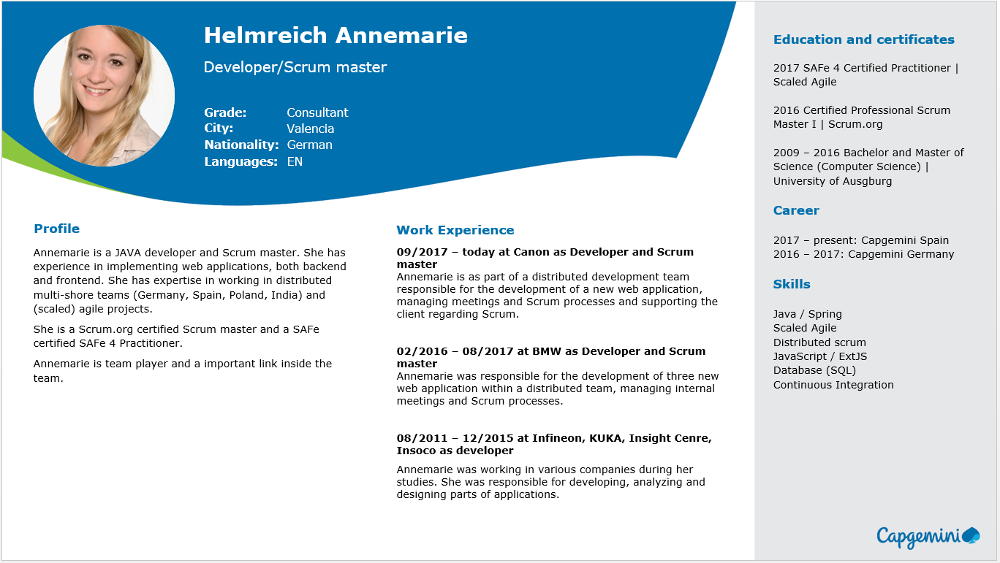 Helmreich Annemarie
Developer/Scrum master
Grade: Consultant
City: Valencia
Nationality: German
Languages: EN
Profile
Annemarie is a JAVA developer and Scrum master. She has
experience in implementing web applications, both backend
and frontend. She has expertise in working in distributed
multi-shore teams (Germany, Spain, Poland, India) and
(scaled) agile projects.
She is a Scrum.org certified Scrum master and a SAFe
certified SAFe 4 Practitioner.
Annemarie is team player and a important link inside the
team.
Work Experience
09/2017 – today at Canon as Developer and Scrum
master
Annemarie is as part of a distributed development team
responsible for the development of a new web application,
managing meetings and Scrum processes and supporting the
client regarding Scrum.
02/2016 – 08/2017 at BMW as Developer and Scrum
master
Annemarie was responsible for the development of three new
web application within a distributed team, managing internal
meetings and Scrum processes.
08/2011 – 12/2015 at Infineon, KUKA, Insight Cenre,
Insoco as developer
Annemarie was working in various companies during her
studies. She was responsible for developing, analyzing and
designing parts of applications.
Education and certificates
2017 SAFe 4 Certified Practitioner |
Scaled Agile
2016 Certified Professional Scrum
Master I | Scrum.org
2009 – 2016 Bachelor and Master of
Science (Computer Science) |
University of Ausgburg
Career
2017 – present: Capgemini Spain
2016 – 2017: Capgemini Germany
Skills
Java / Spring
Scaled Agile
Distributed scrum
JavaScript / ExtJS
Database (SQL)
Continuous Integration
Capgemini